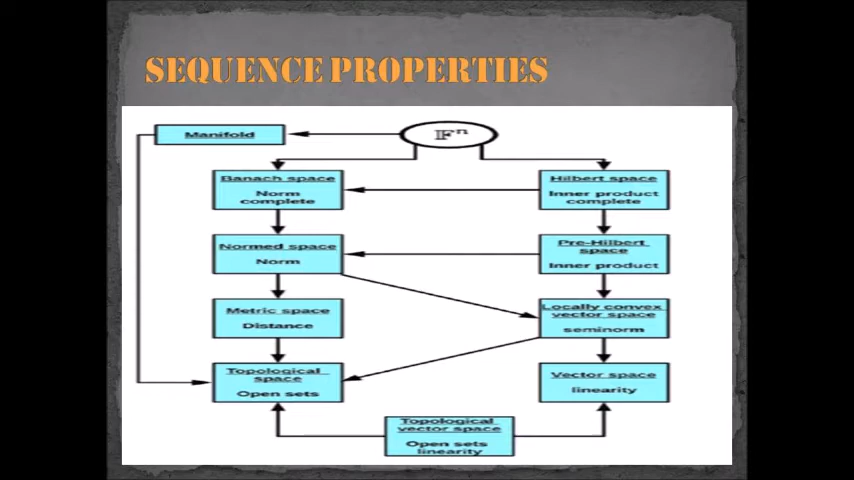 SEQUENCE PROPERTIES
Manifold
𝔽ⁿ
Banach space
Norm
complete
Hilbert space
Inner product
complete
Normed space
Norm
Pre-Hilbert
space
Inner product
Metric space
Distance
Locally convex
vector space
seminorm
Topological
space
Open sets
Vector space
linearity
Topological
vector space
Open sets
linearity